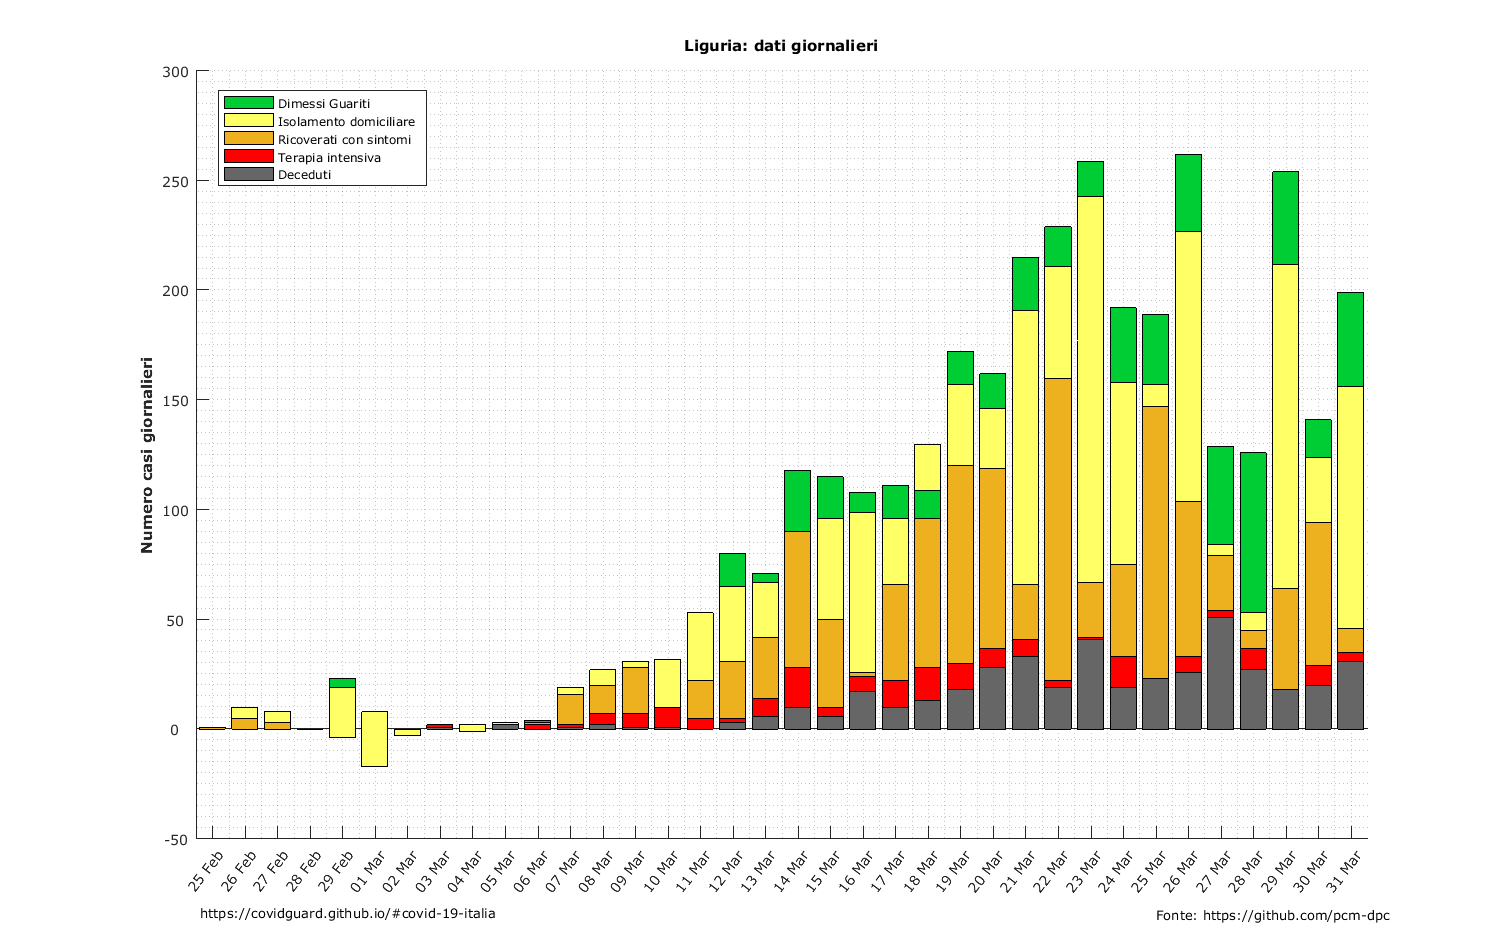 Liguria: dati giornalieri
300
250
200
150
100
50
0
-50
Numero casi giornalieri
Dimessi Guariti
Isolamento domiciliare
Ricoverati con sintomi
Terapia intensiva
Deceduti
25 Feb
26 Feb
27 Feb
28 Feb
29 Feb
01 Mar
02 Mar
03 Mar
04 Mar
05 Mar
06 Mar
07 Mar
08 Mar
09 Mar
10 Mar
11 Mar
12 Mar
13 Mar
14 Mar
15 Mar
16 Mar
17 Mar
18 Mar
19 Mar
20 Mar
21 Mar
22 Mar
23 Mar
24 Mar
25 Mar
26 Mar
27 Mar
28 Mar
29 Mar
30 Mar
31 Mar
https://covidguard.github.io/#covid-19-italia
Fonte: https://github.com/pcm-dpc